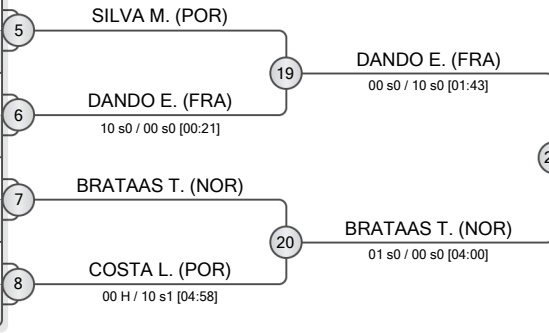 SILVA M. (POR)
5
19
DANDO E. (FRA)
00 s0 / 10 s0 [01:43]
DANDO E. (FRA)
6
10 s0 / 00 s0 [00:21]
BRATAAS T. (NOR)
7
20
BRATAAS T. (NOR)
01 s0 / 00 s0 [04:00]
COSTA L. (POR)
8
00 H / 10 s1 [04:58]